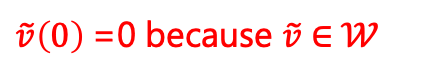 ṽ(0) =0 because ṽ ∈ 𝒲